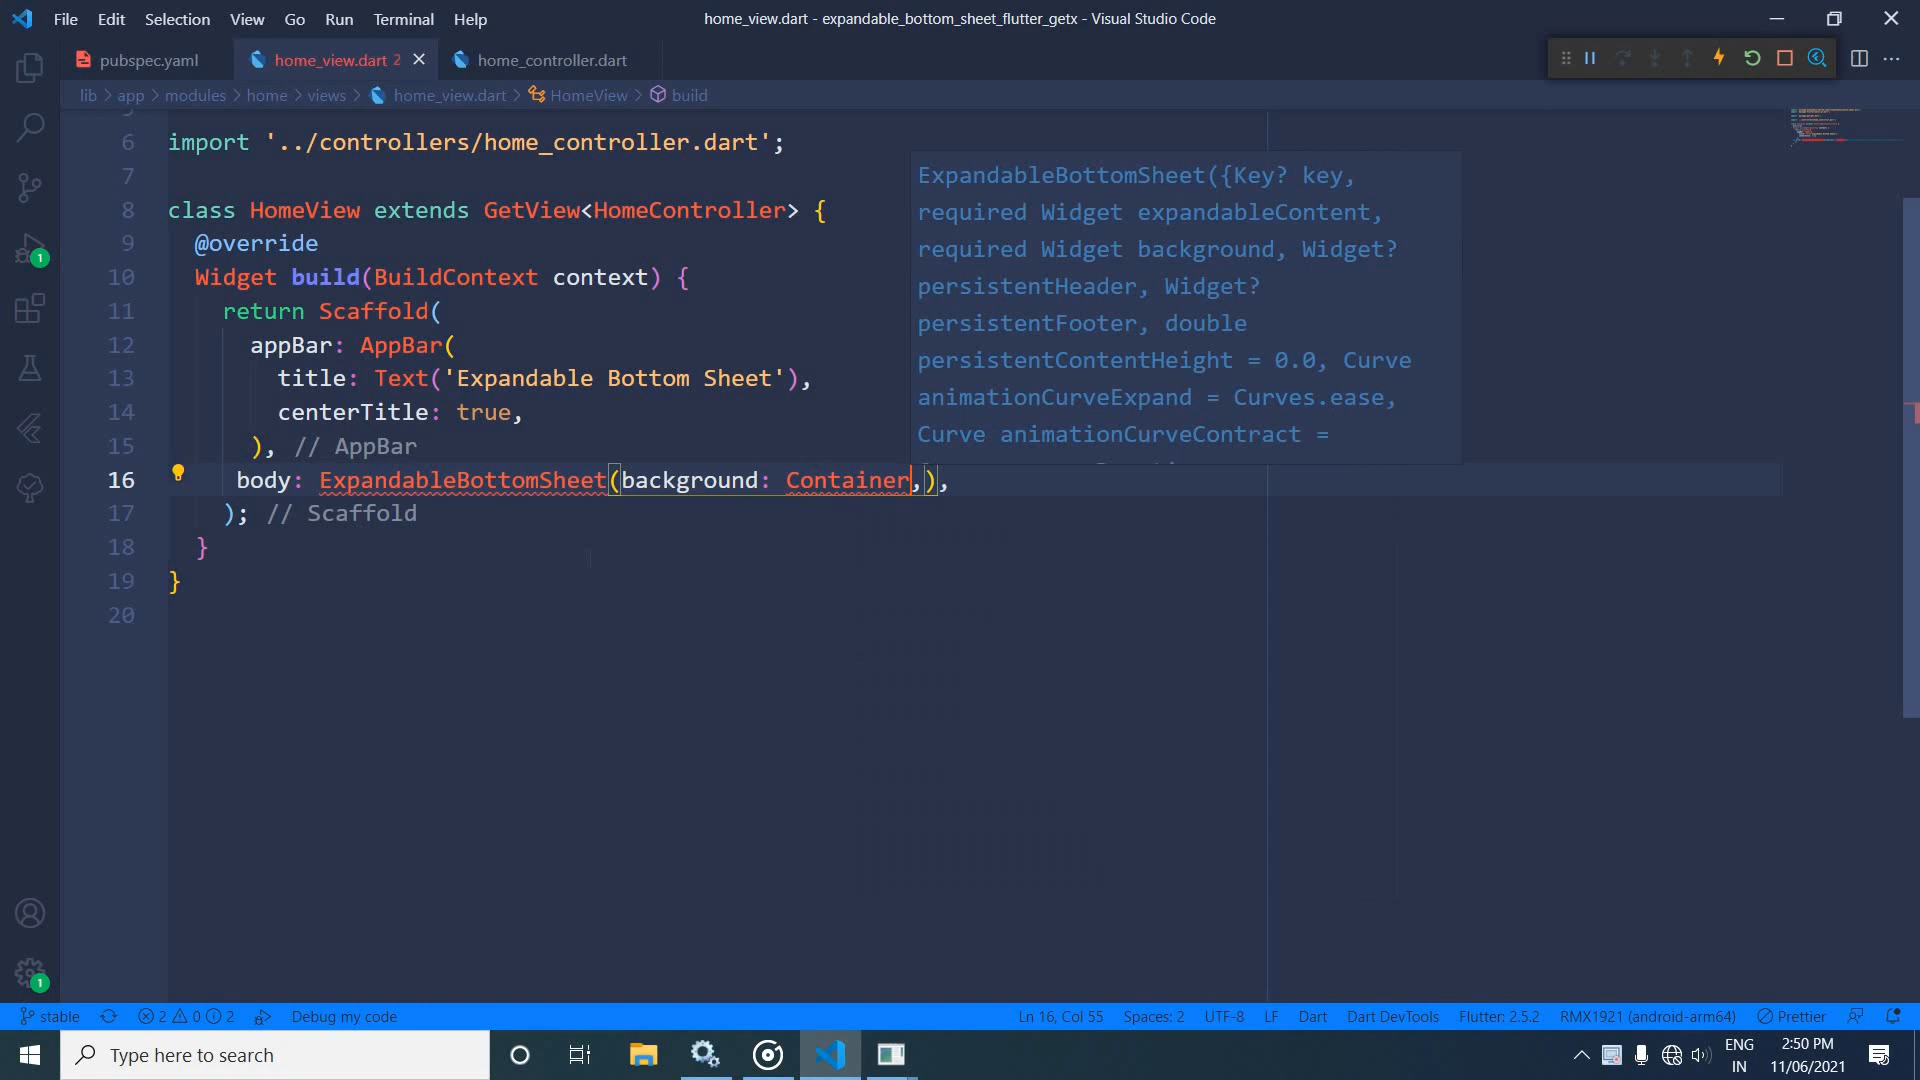 File Edit Selection View Go Run Terminal Help
home_view.dart - expandable_bottom_sheet_flutter_getx - Visual Studio Code
pubspec.yaml
home_view.dart 2
home_controller.dart
lib > app > modules > home > views > home_view.dart > HomeView > build
6 import '../controllers/home_controller.dart';
7
8 class HomeView extends GetView<HomeController> {
9 @override
10 Widget build(BuildContext context) {
11 return Scaffold(
12 appBar: AppBar(
13 title: Text('Expandable Bottom Sheet'),
14 centerTitle: true,
15 ), // AppBar
16 body: ExpandableBottomSheet(background: Container,),
17 ); // Scaffold
18 }
19 }
20
ExpandableBottomSheet({Key? key,
required Widget expandableContent,
required Widget background, Widget?
persistentHeader, Widget?
persistentFooter, double
persistentContentHeight = 0.0, Curve
animationCurveExpand = Curves.ease,
Curve animationCurveContract =
1
1
stable 2 0 2 Debug my code
Ln 16, Col 55 Spaces: 2 UTF-8 LF Dart Dart DevTools Flutter: 2.5.2 RMX1921 (android-arm64) Prettier
Type here to search
ENG
IN
2:50 PM
11/06/2021